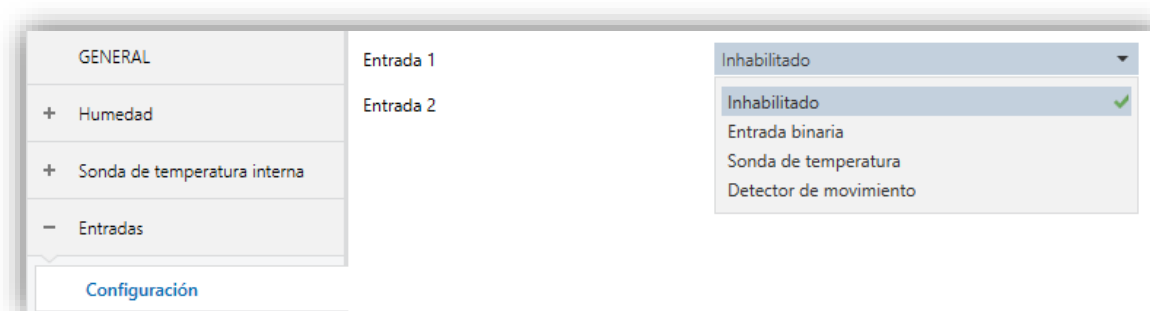 GENERAL
+ Humedad
+ Sonda de temperatura interna
− Entradas
Configuración
Entrada 1
Inhabilitado
Entrada 2
Inhabilitado
Entrada binaria
Sonda de temperatura
Detector de movimiento